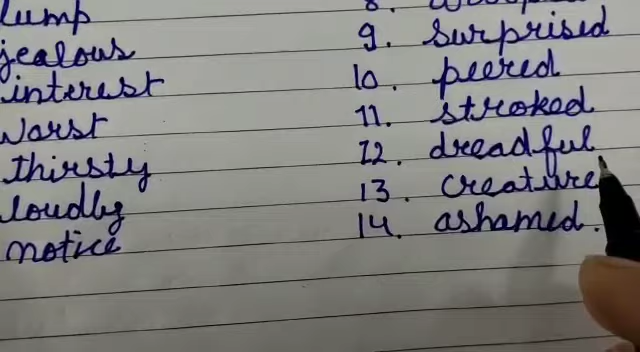 lump
jealous
interest
Warst
thirsty
loudly
notice
8.
9. surprised
10. peered
11. stroked
12. dreadful
13. creature
14. ashamed.